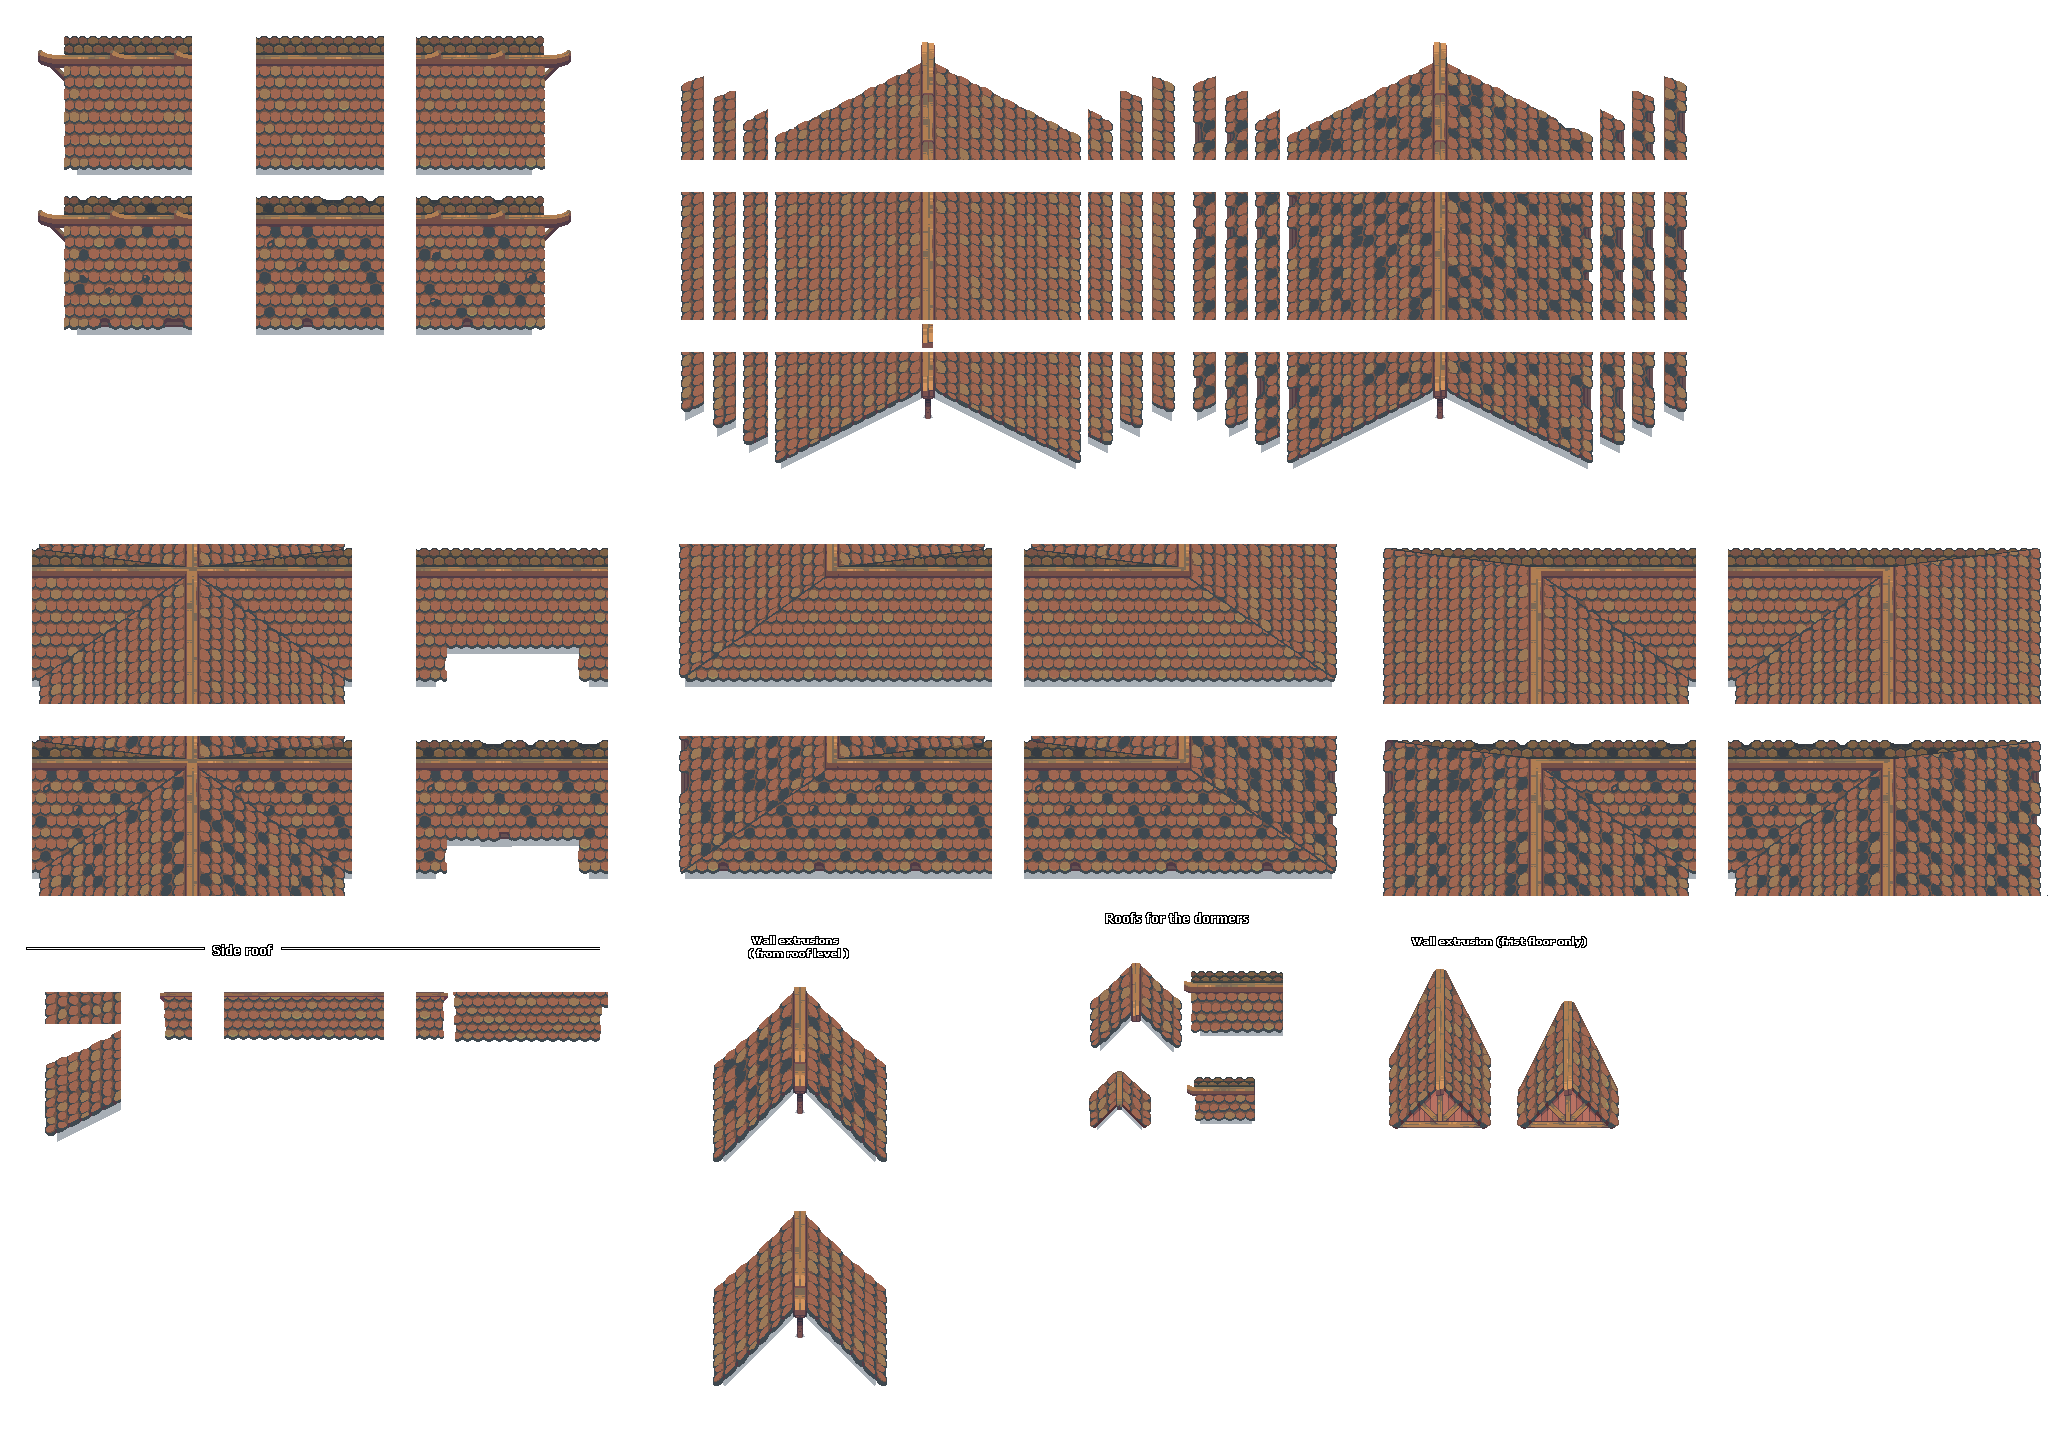 Roofs for the dormers
Wall extrusions
( from roof level )
Wall extrusion (frist floor only)
Side roof